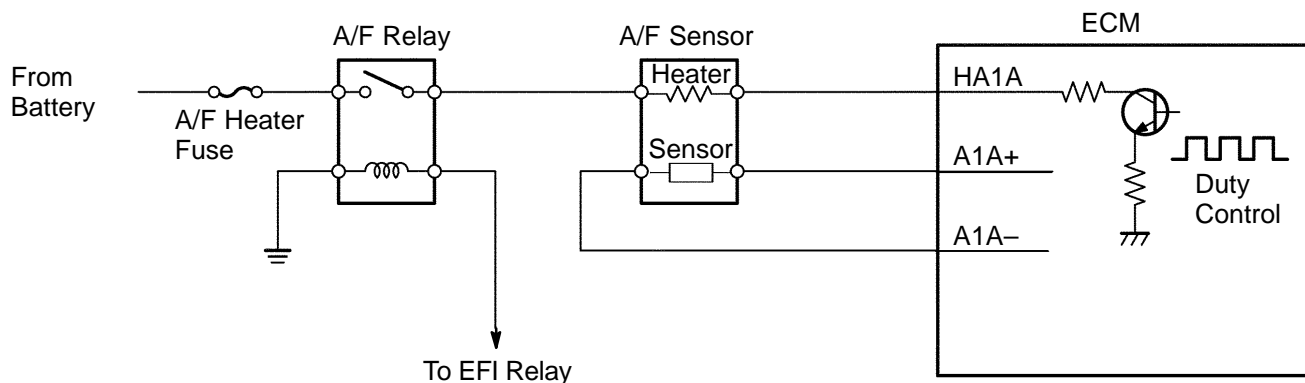 ECM
A/F Relay
A/F Sensor
From
Battery
Heater
HA1A
A/F Heater
Fuse
Sensor
A1A+
Duty
Control
A1A–
To EFI Relay